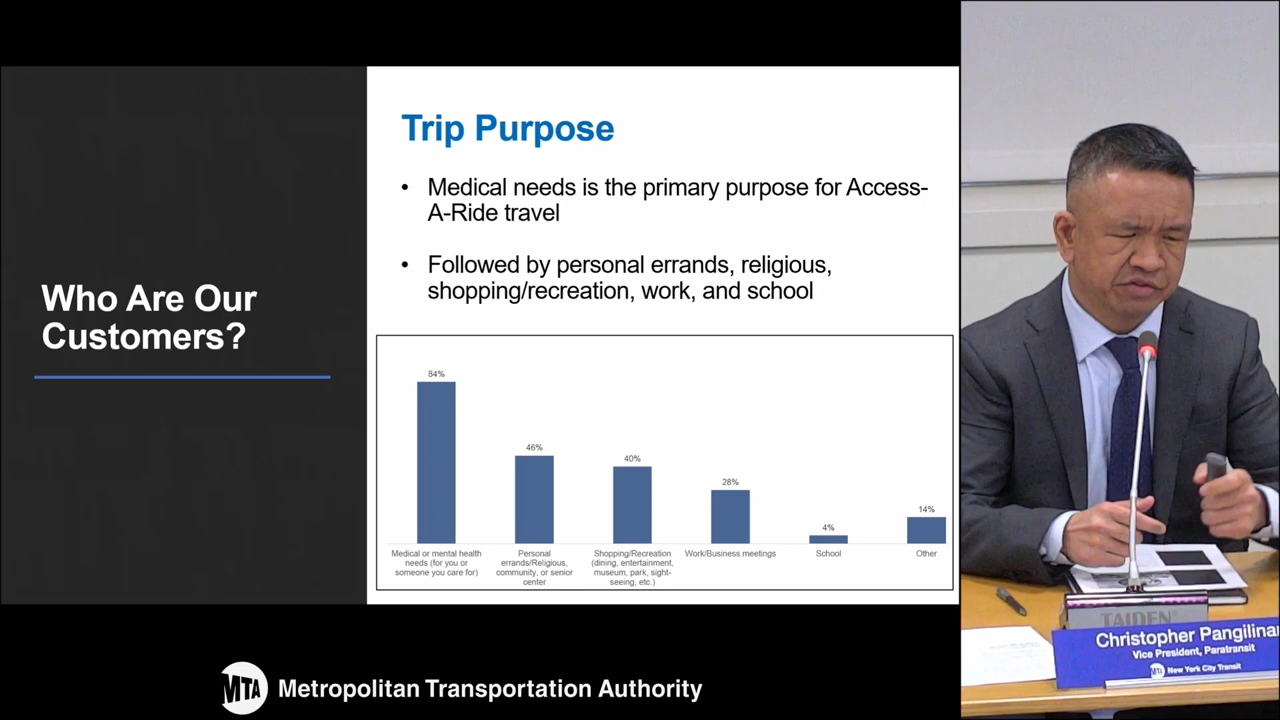 Trip Purpose
• Medical needs is the primary purpose for Access-
A-Ride travel
• Followed by personal errands, religious,
shopping/recreation, work, and school
Who Are Our
Customers?
84%
46%
40%
28%
4%
14%
Medical or mental health
needs (for you or
someone you care for)
Personal
errands/Religious,
community, or senior
center
Shopping/Recreation
(dining, entertainment,
museum, park, sight-
seeing, etc.)
Work/Business meetings
School
Other
MTA Metropolitan Transportation Authority
TAIDEN
Christopher Pangilinan
Vice President, Paratransit
MTA New York City Transit